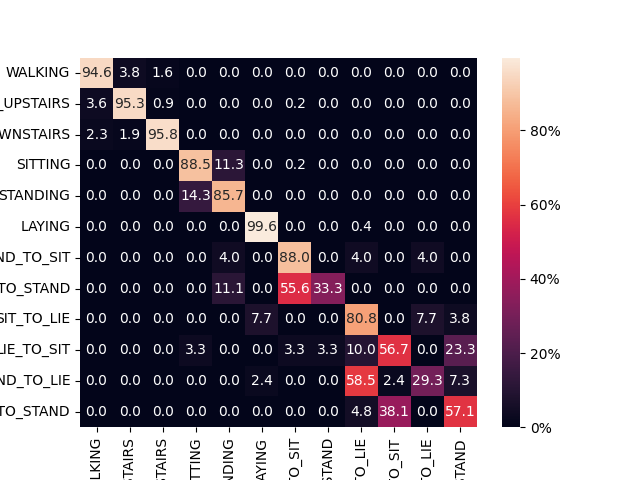 WALKING 94.6 3.8 1.6 0.0 0.0 0.0 0.0 0.0 0.0 0.0 0.0 0.0
_UPSTAIRS 3.6 95.3 0.9 0.0 0.0 0.0 0.2 0.0 0.0 0.0 0.0 0.0
WNSTAIRS 2.3 1.9 95.8 0.0 0.0 0.0 0.0 0.0 0.0 0.0 0.0 0.0
SITTING 0.0 0.0 0.0 88.5 11.3 0.0 0.2 0.0 0.0 0.0 0.0 0.0
STANDING 0.0 0.0 0.0 14.3 85.7 0.0 0.0 0.0 0.0 0.0 0.0 0.0
LAYING 0.0 0.0 0.0 0.0 0.0 99.6 0.0 0.0 0.4 0.0 0.0 0.0
ND_TO_SIT 0.0 0.0 0.0 0.0 4.0 0.0 88.0 0.0 4.0 0.0 4.0 0.0
TO_STAND 0.0 0.0 0.0 0.0 11.1 0.0 55.6 33.3 0.0 0.0 0.0 0.0
SIT_TO_LIE 0.0 0.0 0.0 0.0 0.0 7.7 0.0 0.0 80.8 0.0 7.7 3.8
LIE_TO_SIT 0.0 0.0 0.0 3.3 0.0 0.0 3.3 3.3 10.0 56.7 0.0 23.3
ND_TO_LIE 0.0 0.0 0.0 0.0 0.0 2.4 0.0 0.0 58.5 2.4 29.3 7.3
TO_STAND 0.0 0.0 0.0 0.0 0.0 0.0 0.0 0.0 4.8 38.1 0.0 57.1
LKING
TAIRS
TAIRS
TTING
NDING
AYING
TO_SIT
STAND
TO_LIE
TO_SIT
TO_LIE
STAND
80%
60%
40%
20%
0%